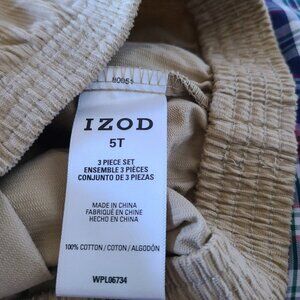 80051
IZOD
5T
3 PIECE SET
ENSEMBLE 3 PIÈCES
CONJUNTO DE 3 PIEZAS
MADE IN CHINA
FABRIQUÉ EN CHINE
HECHO EN CHINA
100% COTTON / COTON / ALGODÓN
WPL06734